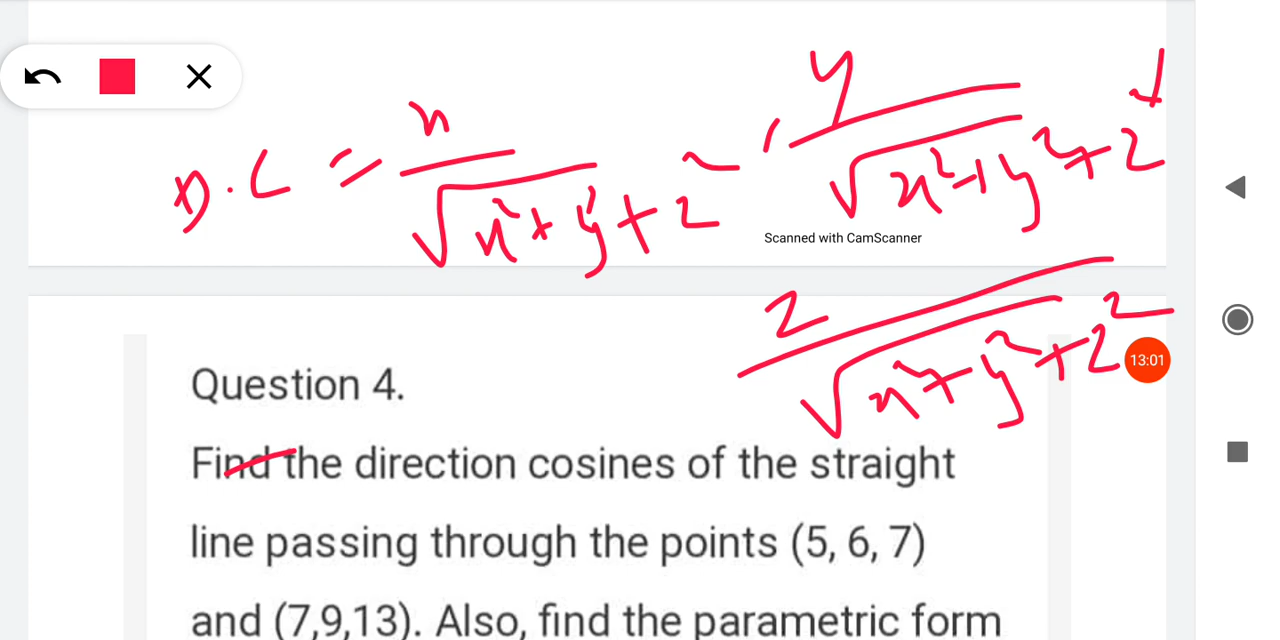 D.C = x/√(x²+y²+z²), y/√(x²+y²+z²)
Scanned with CamScanner
z/√(x²+y²+z²)
13:01
Question 4.
Find the direction cosines of the straight
line passing through the points (5, 6, 7)
and (7,9,13). Also, find the parametric form